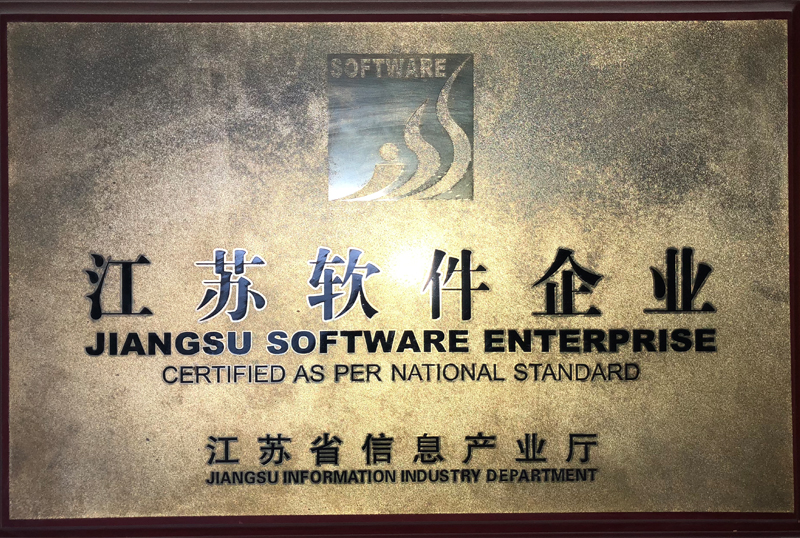 SOFTWARE
江苏软件企业
JIANGSU SOFTWARE ENTERPRISE
CERTIFIED AS PER NATIONAL STANDARD
江苏省信息产业厅
JIANGSU INFORMATION INDUSTRY DEPARTMENT